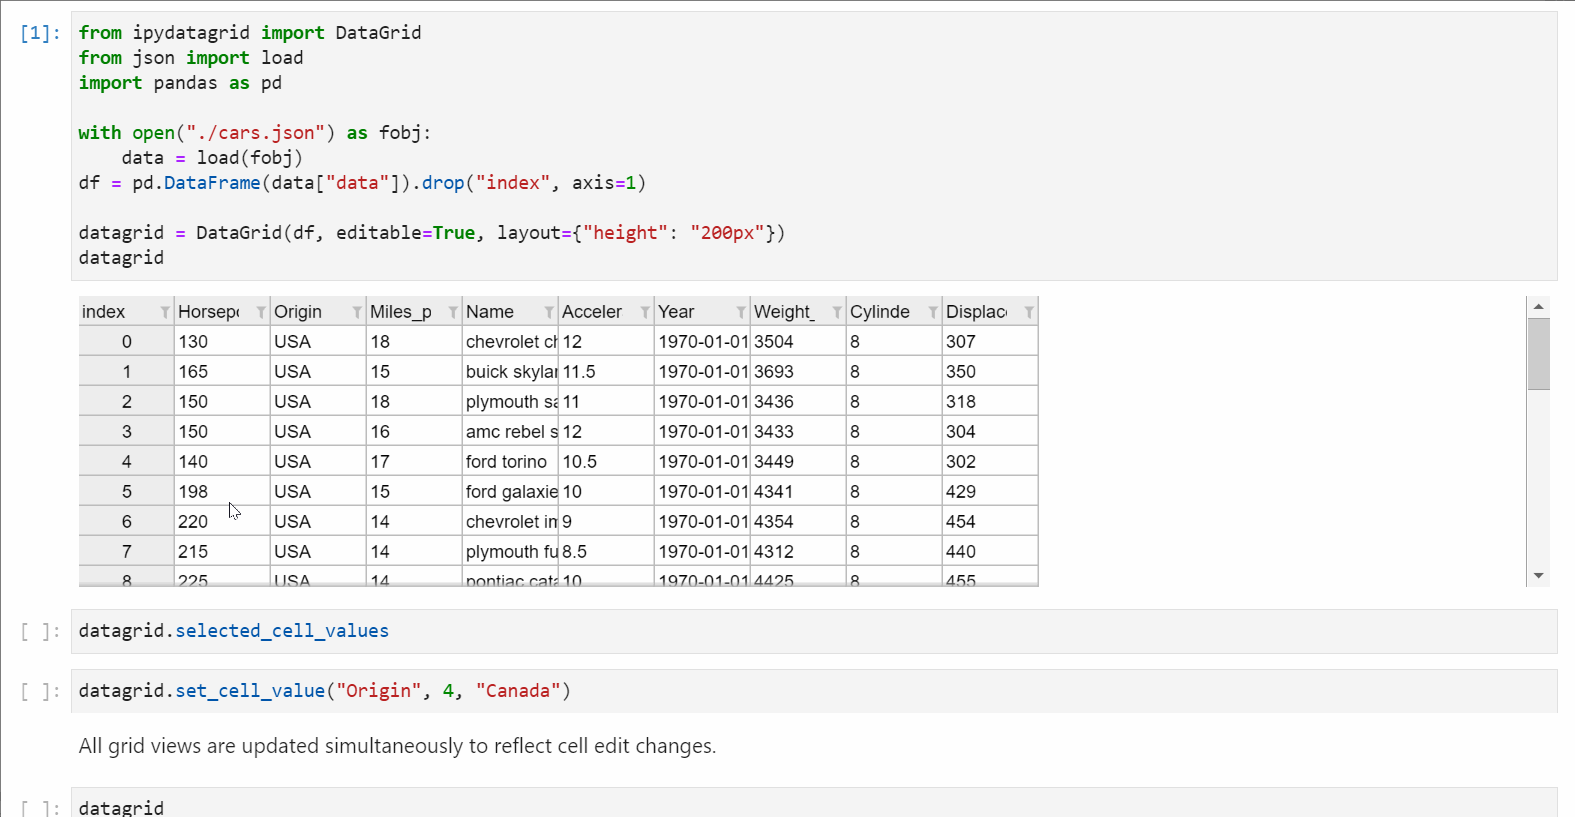 [1]: from ipydatagrid import DataGrid
from json import load
import pandas as pd
with open("./cars.json") as fobj:
    data = load(fobj)
df = pd.DataFrame(data["data"]).drop("index", axis=1)
datagrid = DataGrid(df, editable=True, layout={"height": "200px"})
datagrid
index Horsepo Origin Miles_p Name Acceler Year Weight_ Cylinde Displac
0 130 USA 18 chevrolet ch 12 1970-01-01 3504 8 307
1 165 USA 15 buick skylar 11.5 1970-01-01 3693 8 350
2 150 USA 18 plymouth sa 11 1970-01-01 3436 8 318
3 150 USA 16 amc rebel s 12 1970-01-01 3433 8 304
4 140 USA 17 ford torino 10.5 1970-01-01 3449 8 302
5 198 USA 15 ford galaxie 10 1970-01-01 4341 8 429
6 220 USA 14 chevrolet im 9 1970-01-01 4354 8 454
7 215 USA 14 plymouth fu 8.5 1970-01-01 4312 8 440
8 225 USA 14 pontiac cata 10 1970-01-01 4425 8 455
[ ]: datagrid.selected_cell_values
[ ]: datagrid.set_cell_value("Origin", 4, "Canada")
All grid views are updated simultaneously to reflect cell edit changes.
[ ]: datagrid